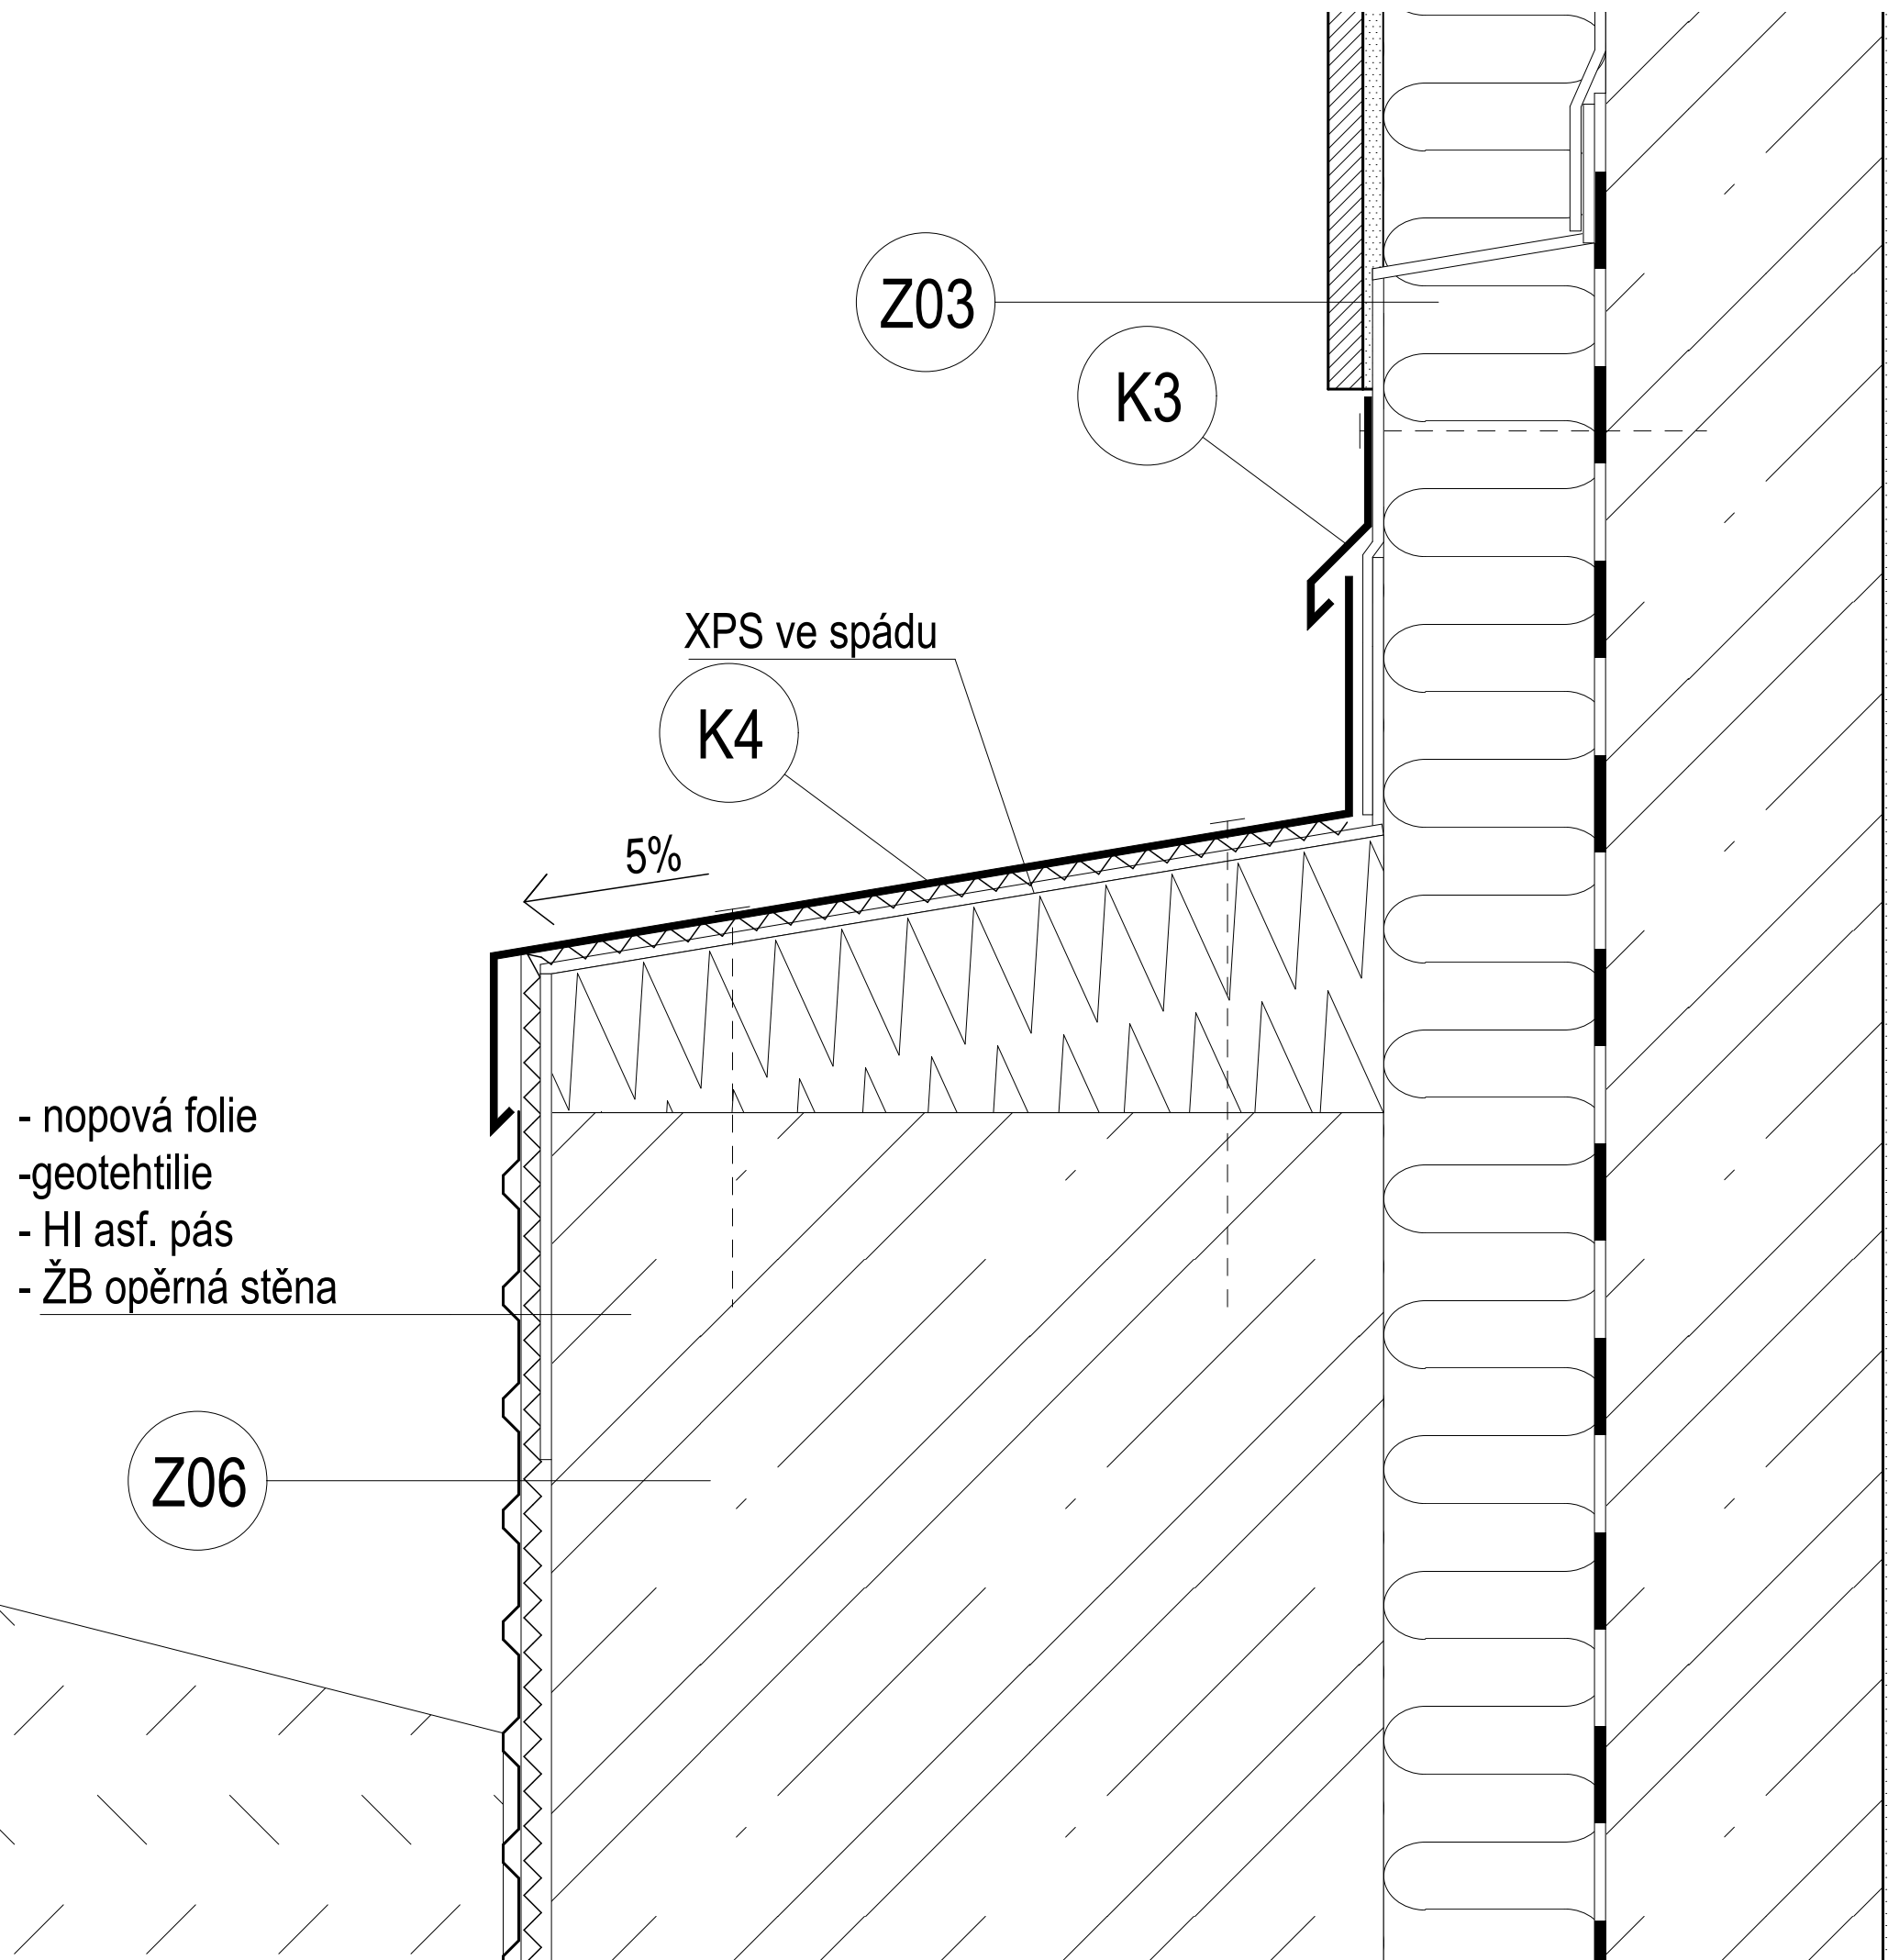 Z03
K3
XPS ve spádu
K4
5%
- nopová folie
-geotehtilie
- HI asf. pás
- ŽB opěrná stěna
Z06